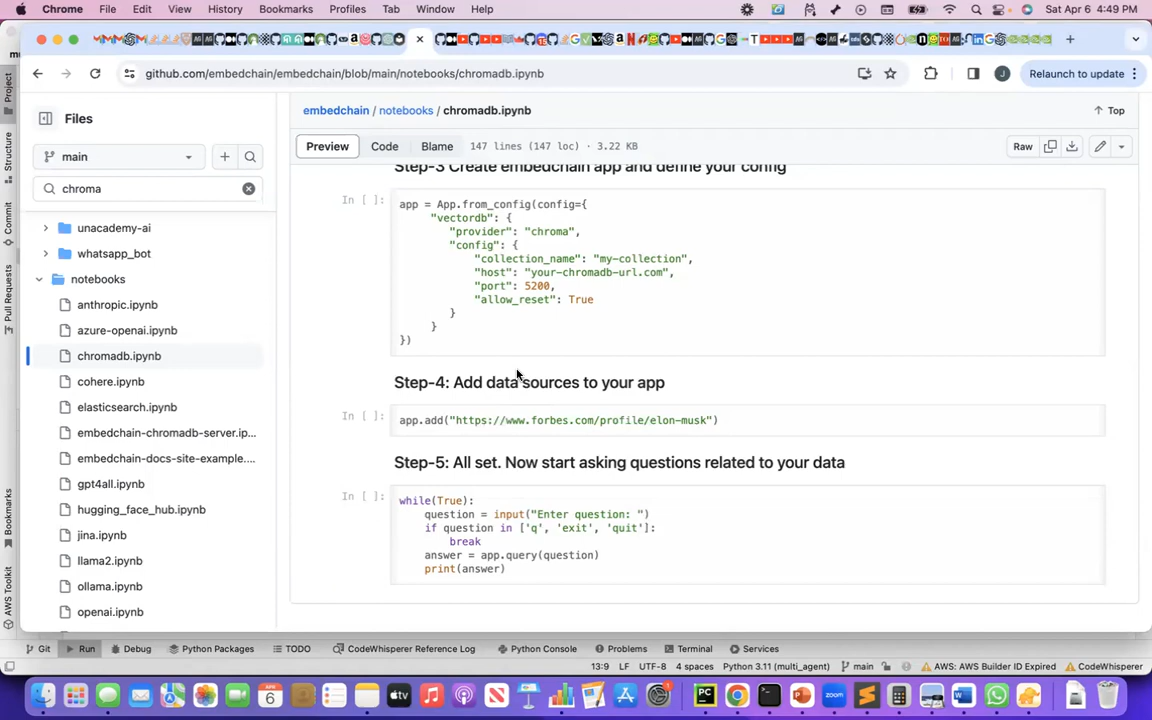 Chrome File Edit View History Bookmarks Profiles Tab Window Help Sat Apr 6 4:49 PM
github.com/embedchain/embedchain/blob/main/notebooks/chromadb.ipynb J Relaunch to update
Files
main
chroma
unacademy-ai
whatsapp_bot
notebooks
anthropic.ipynb
azure-openai.ipynb
chromadb.ipynb
cohere.ipynb
elasticsearch.ipynb
embedchain-chromadb-server.ip...
embedchain-docs-site-example....
gpt4all.ipynb
hugging_face_hub.ipynb
jina.ipynb
llama2.ipynb
ollama.ipynb
openai.ipynb
embedchain / notebooks / chromadb.ipynb Top
Preview Code Blame 147 lines (147 loc) · 3.22 KB Raw
Step-3 Create embedchain app and define your config
In [ ]: app = App.from_config(config={
"vectordb": {
"provider": "chroma",
"config": {
"collection_name": "my-collection",
"host": "your-chromadb-url.com",
"port": 5200,
"allow_reset": True
}
}
})
Step-4: Add data sources to your app
In [ ]: app.add("https://www.forbes.com/profile/elon-musk")
Step-5: All set. Now start asking questions related to your data
In [ ]: while(True):
question = input("Enter question: ")
if question in ['q', 'exit', 'quit']:
break
answer = app.query(question)
print(answer)
Project
Structure
Commit
Pull Requests
Bookmarks
AWS Toolkit
Git Run Debug Python Packages TODO CodeWhisperer Reference Log Python Console Problems Terminal Services
13:9 LF UTF-8 4 spaces Python 3.11 (multi_agent) main AWS: AWS Builder ID Expired CodeWhisperer